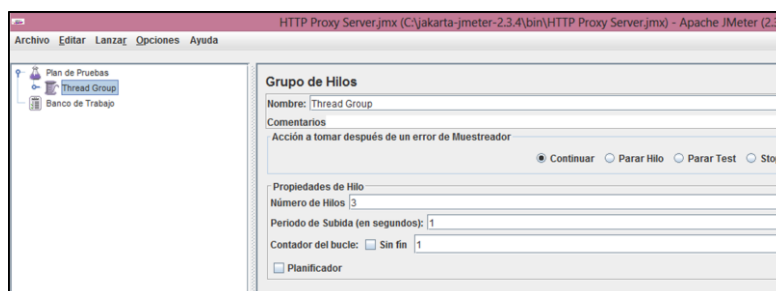 HTTP Proxy Server.jmx (C:\jakarta-jmeter-2.3.4\bin\HTTP Proxy Server.jmx) - Apache JMeter (2.3
Archivo Editar Lanzar Opciones Ayuda
Plan de Pruebas
Thread Group
Banco de Trabajo
Grupo de Hilos
Nombre: Thread Group
Comentarios
Acción a tomar después de un error de Muestreador
Continuar Parar Hilo Parar Test Sto
Propiedades de Hilo
Número de Hilos 3
Periodo de Subida (en segundos): 1
Contador del bucle: Sin fin 1
Planificador